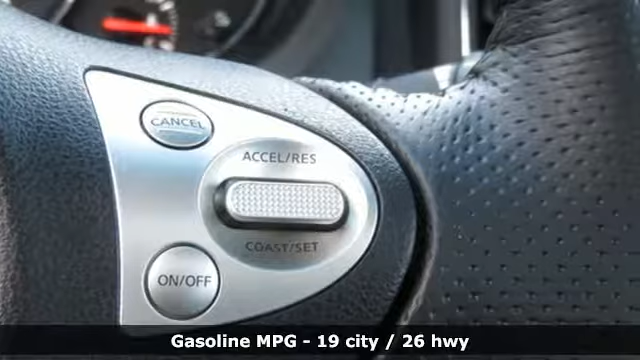 CANCEL
ACCEL/RES
COAST/SET
ON/OFF
Gasoline MPG - 19 city / 26 hwy